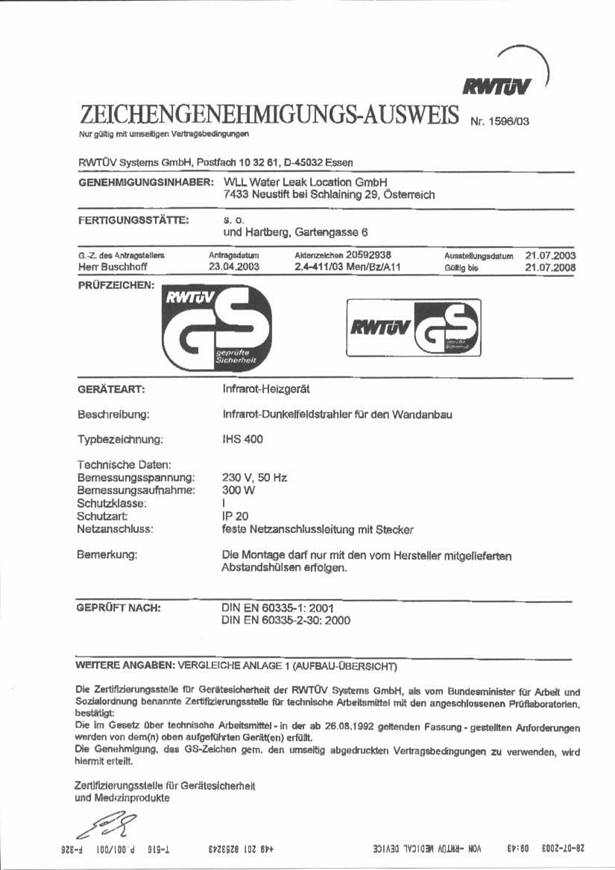 RWTÜV
ZEICHENGENEHMIGUNGS-AUSWEIS Nr. 1596/03
Nur gültig mit umseitigen Vertragsbedingungen
RWTÜV Systems GmbH, Postfach 10 32 61, D-45032 Essen
GENEHMIGUNGSINHABER: WLL Water Leak Location GmbH
7433 Neustift bei Schlaining 29, Österreich
FERTIGUNGSSTÄTTE: s. o.
und Hartberg, Gartengasse 6
G.-Z. des Antragstellers Antragsdatum Aktenzeichen 20592938 Ausstellungsdatum 21.07.2003
Herr Buschhoff 23.04.2003 2.4-411/03 Men/Bz/A11 Gültig bis 21.07.2008
PRÜFZEICHEN:
RWTÜV
GS
geprüfte
Sicherheit
RWTÜV
GS
geprüfte
Sicherheit
GERÄTEART: Infrarot-Heizgerät
Beschreibung: Infrarot-Dunkelfeldstrahler für den Wandanbau
Typbezeichnung: IHS 400
Technische Daten:
Bemessungsspannung: 230 V, 50 Hz
Bemessungsaufnahme: 300 W
Schutzklasse: I
Schutzart: IP 20
Netzanschluss: feste Netzanschlussleitung mit Stecker
Bemerkung: Die Montage darf nur mit den vom Hersteller mitgelieferten
Abstandshülsen erfolgen.
GEPRÜFT NACH: DIN EN 60335-1: 2001
DIN EN 60335-2-30: 2000
WEITERE ANGABEN: VERGLEICHE ANLAGE 1 (AUFBAU-ÜBERSICHT)
Die Zertifizierungsstelle für Gerätesicherheit der RWTÜV Systems GmbH, als vom Bundesminister für Arbeit und
Sozialordnung benannte Zertifizierungsstelle für technische Arbeitsmittel mit den angeschlossenen Prüflaboratorien,
bestätigt:
Die im Gesetz über technische Arbeitsmittel - in der ab 26.08.1992 geltenden Fassung - gestellten Anforderungen
werden von dem(n) oben aufgeführten Gerät(en) erfüllt.
Die Genehmigung, das GS-Zeichen gem. den umseitig abgedruckten Vertragsbedingungen zu verwenden, wird
hiermit erteilt.
Zertifizierungsstelle für Gerätesicherheit
und Medizinprodukte
28-07-2003 09:43 VON -RWTUV MEDICAL DEVICE +49 201 8253243 T-516 P.001/001 F-326